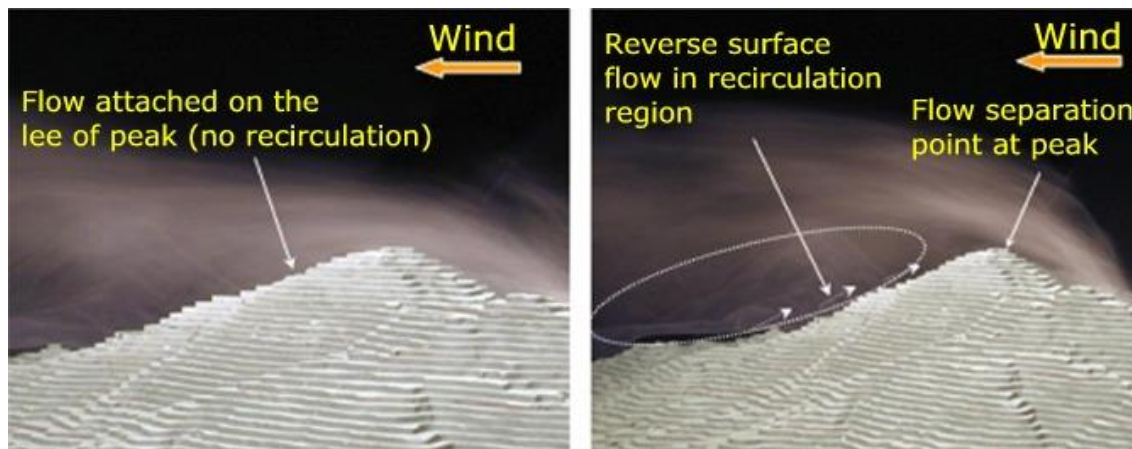 Wind
Flow attached on the
lee of peak (no recirculation)
Wind
Reverse surface
flow in recirculation
region
Flow separation
point at peak